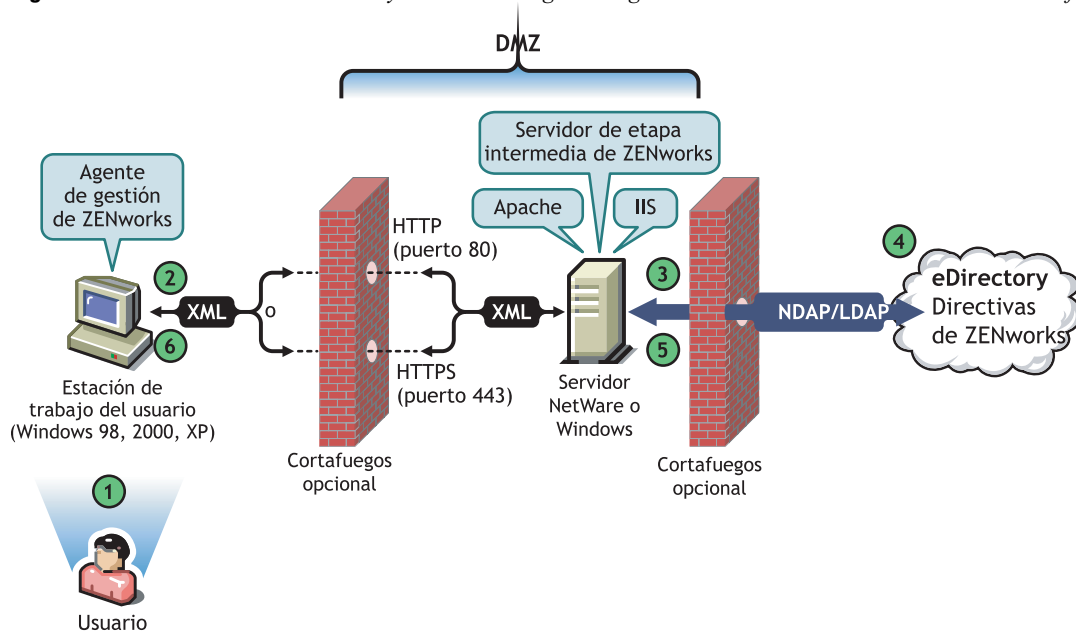 DMZ
Servidor de etapa
intermedia de ZENworks
Agente
de gestión
de ZENworks
Apache
IIS
HTTP
(puerto 80)
2
3
4
XML
o
XML
NDAP/LDAP
eDirectory
Directivas
de ZENworks
6
5
HTTPS
(puerto 443)
Estación de
trabajo del usuario
(Windows 98, 2000, XP)
Servidor
NetWare o
Windows
Cortafuegos
opcional
Cortafuegos
opcional
1
Usuario